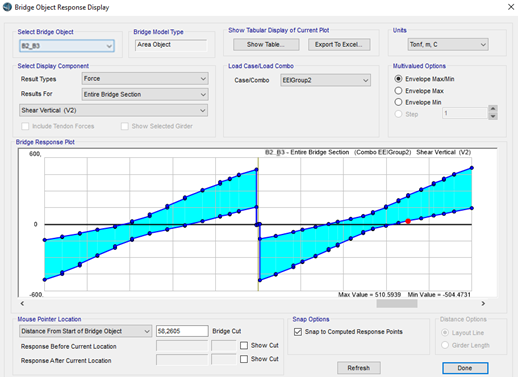 Bridge Object Response Display
Select Bridge Object
B2_B3
Bridge Model Type
Area Object
Show Tabular Display of Current Plot
Show Table...
Export To Excel...
Units
Tonf, m, C
Select Display Component
Result Types
Force
Results For
Entire Bridge Section
Shear Vertical (V2)
Include Tendon Forces
Show Selected Girder
Load Case/Load Combo
Case/Combo
EEIGroup2
Multivalued Options
Envelope Max/Min
Envelope Max
Envelope Min
Step
1
Bridge Response Plot
B2_B3 - Entire Bridge Section (Combo EEIGroup2) Shear Vertical (V2)
600,
0
-600,
Max Value = 510.5939 Min Value = -504.4731
Mouse Pointer Location
Distance From Start of Bridge Object
58,2605
Bridge Cut
Response Before Current Location
Show Cut
Response After Current Location
Show Cut
Snap Options
Snap to Computed Response Points
Distance Options
Layout Line
Girder Length
Refresh
Done